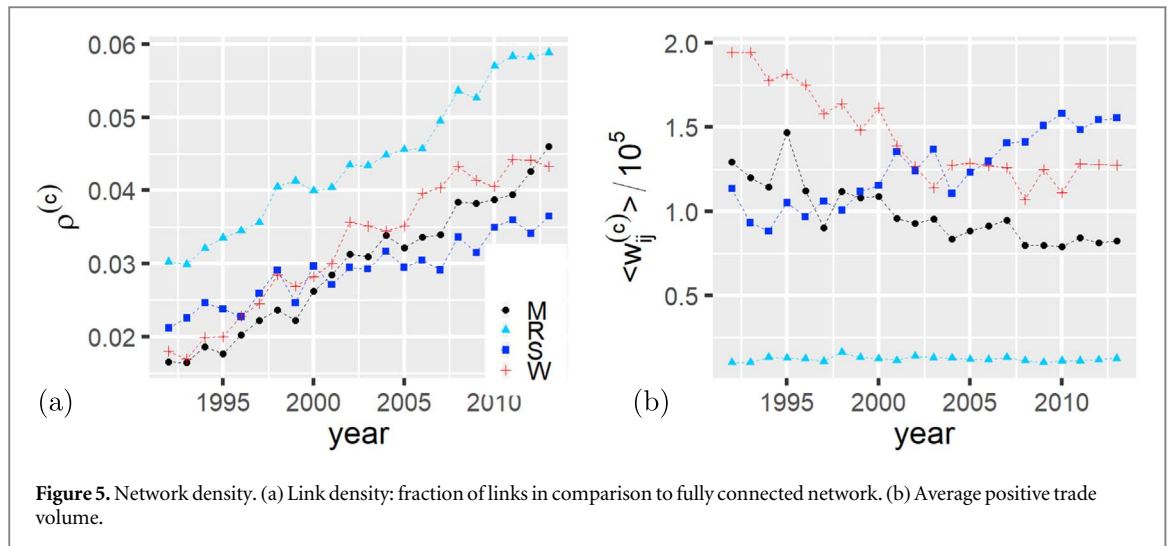 0.06
0.05
0.04
0.03
0.02
ρ^(c)
1995 2000 2005 2010
year
(a)
M
R
S
W
2.0
1.5
1.0
0.5
<w_ij^(c)> / 10^5
1995 2000 2005 2010
year
(b)
Figure 5. Network density. (a) Link density: fraction of links in comparison to fully connected network. (b) Average positive trade
volume.